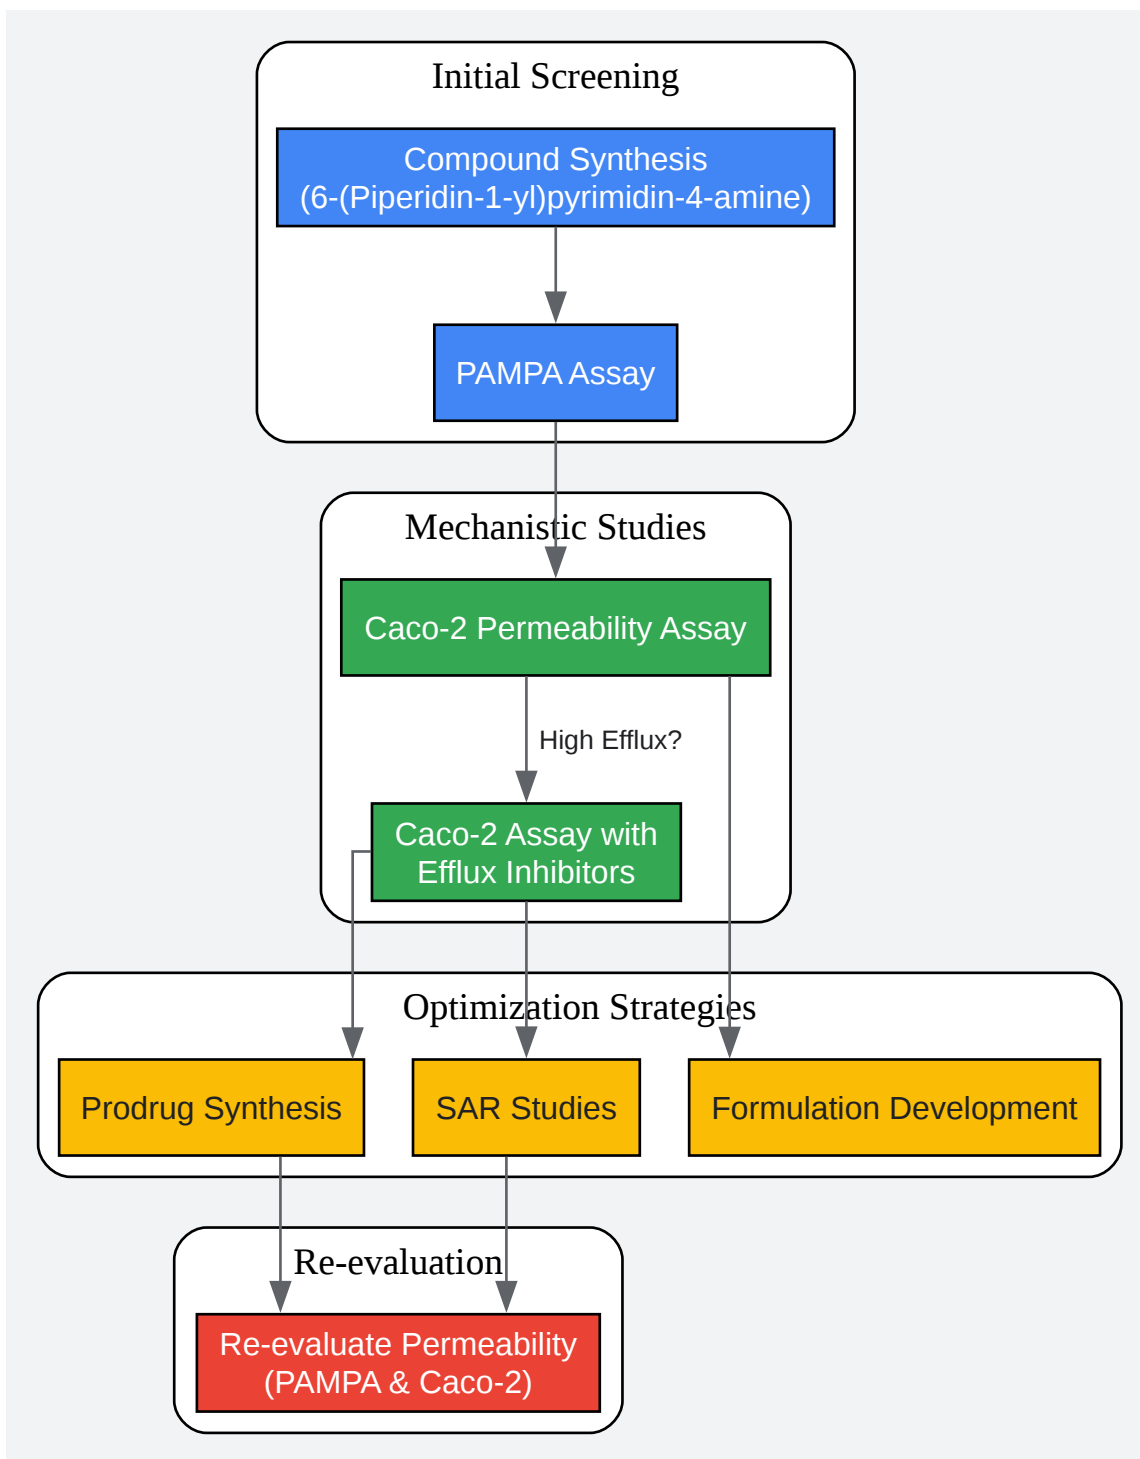 Initial Screening
Compound Synthesis
(6-(Piperidin-1-yl)pyrimidin-4-amine)
PAMPA Assay
Mechanistic Studies
Caco-2 Permeability Assay
High Efflux?
Caco-2 Assay with
Efflux Inhibitors
Optimization Strategies
Prodrug Synthesis
SAR Studies
Formulation Development
Re-evaluation
Re-evaluate Permeability
(PAMPA & Caco-2)